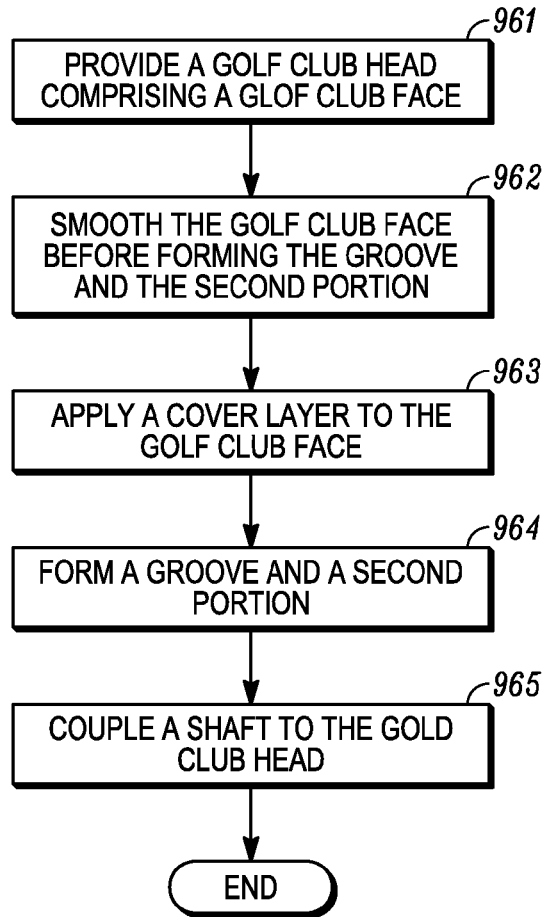 961
PROVIDE A GOLF CLUB HEAD
COMPRISING A GLOF CLUB FACE
962
SMOOTH THE GOLF CLUB FACE
BEFORE FORMING THE GROOVE
AND THE SECOND PORTION
963
APPLY A COVER LAYER TO THE
GOLF CLUB FACE
964
FORM A GROOVE AND A SECOND
PORTION
965
COUPLE A SHAFT TO THE GOLD
CLUB HEAD
END